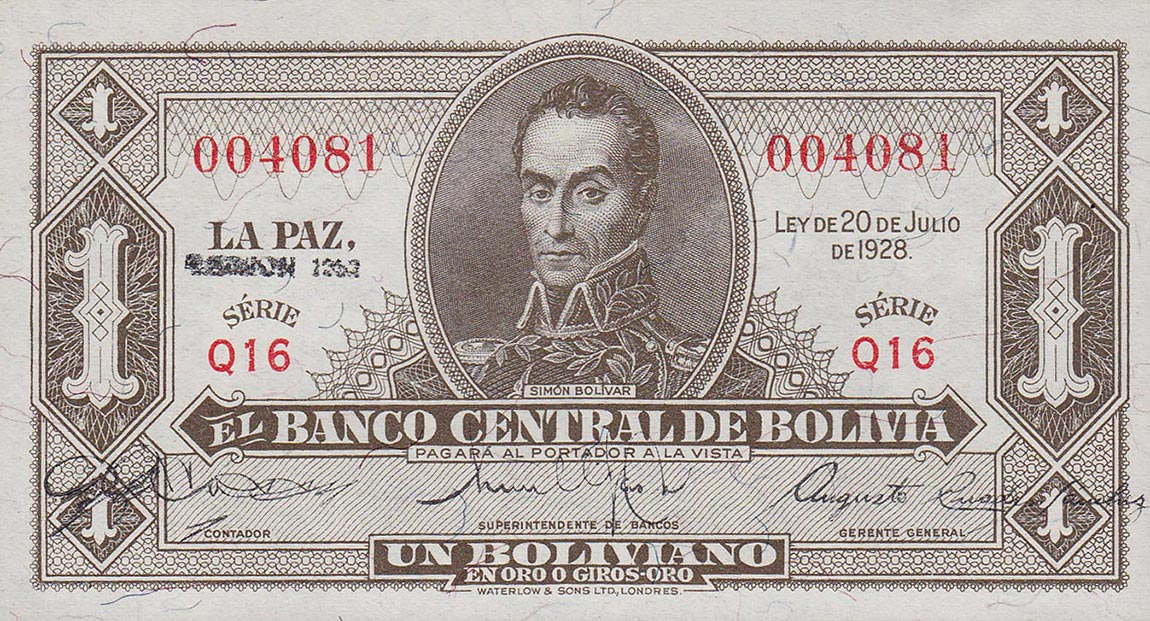 1
1
004081
004081
LA PAZ,
LEY DE 20 DE JULIO
DE 1928.
SÉRIE
Q16
SÉRIE
Q16
1
1
SIMÓN BOLÍVAR
EL BANCO CENTRAL DE BOLIVIA
PAGARÁ AL PORTADOR A LA VISTA
Augusto
1
1
CONTADOR
SUPERINTENDENTE DE BANCOS
GERENTE GENERAL
UN BOLIVIANO
EN ORO O GIROS-ORO
WATERLOW & SONS LTD, LONDRES.